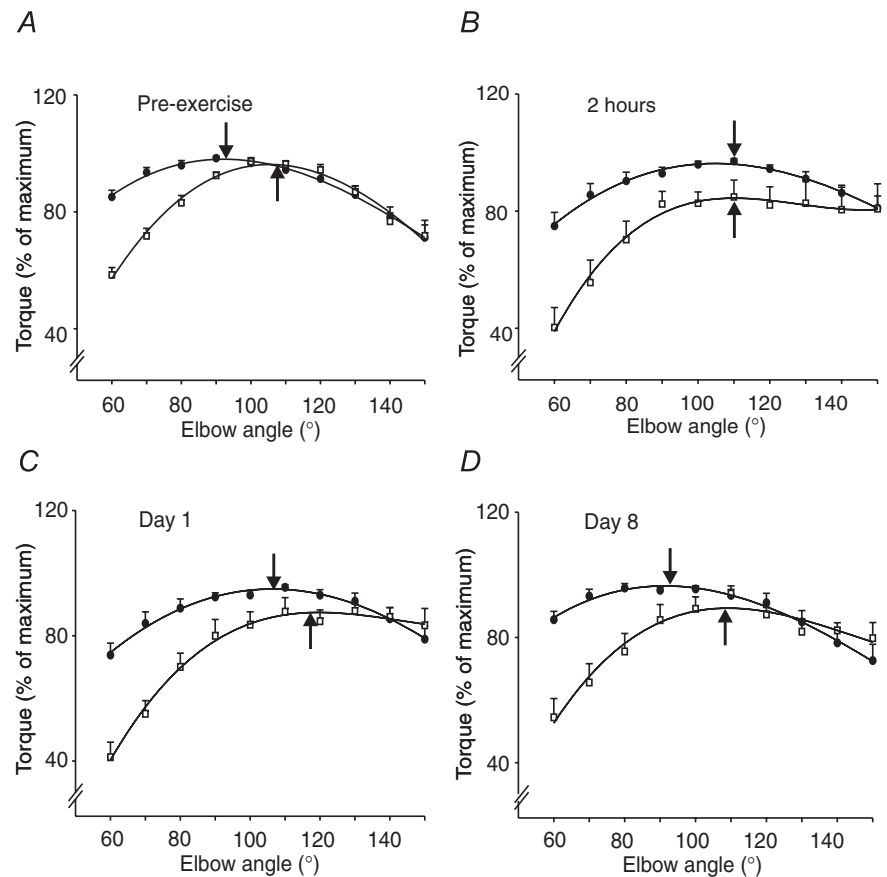 A
Pre-exercise
Torque (% of maximum)
120
80
40
60 80 100 120 140
Elbow angle (°)
B
2 hours
Torque (% of maximum)
120
80
40
60 80 100 120 140
Elbow angle (°)
C
Day 1
Torque (% of maximum)
120
80
40
60 80 100 120 140
Elbow angle (°)
D
Day 8
Torque (% of maximum)
120
80
40
60 80 100 120 140
Elbow angle (°)